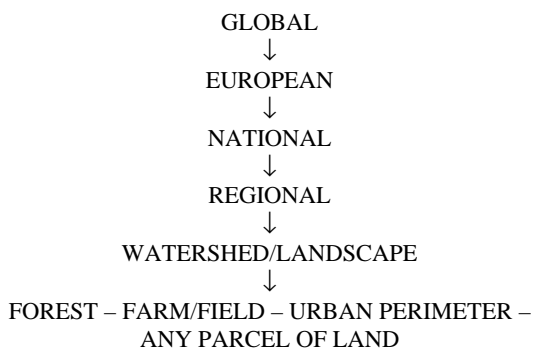 GLOBAL
↓
EUROPEAN
↓
NATIONAL
↓
REGIONAL
↓
WATERSHED/LANDSCAPE
↓
FOREST – FARM/FIELD – URBAN PERIMETER –
ANY PARCEL OF LAND